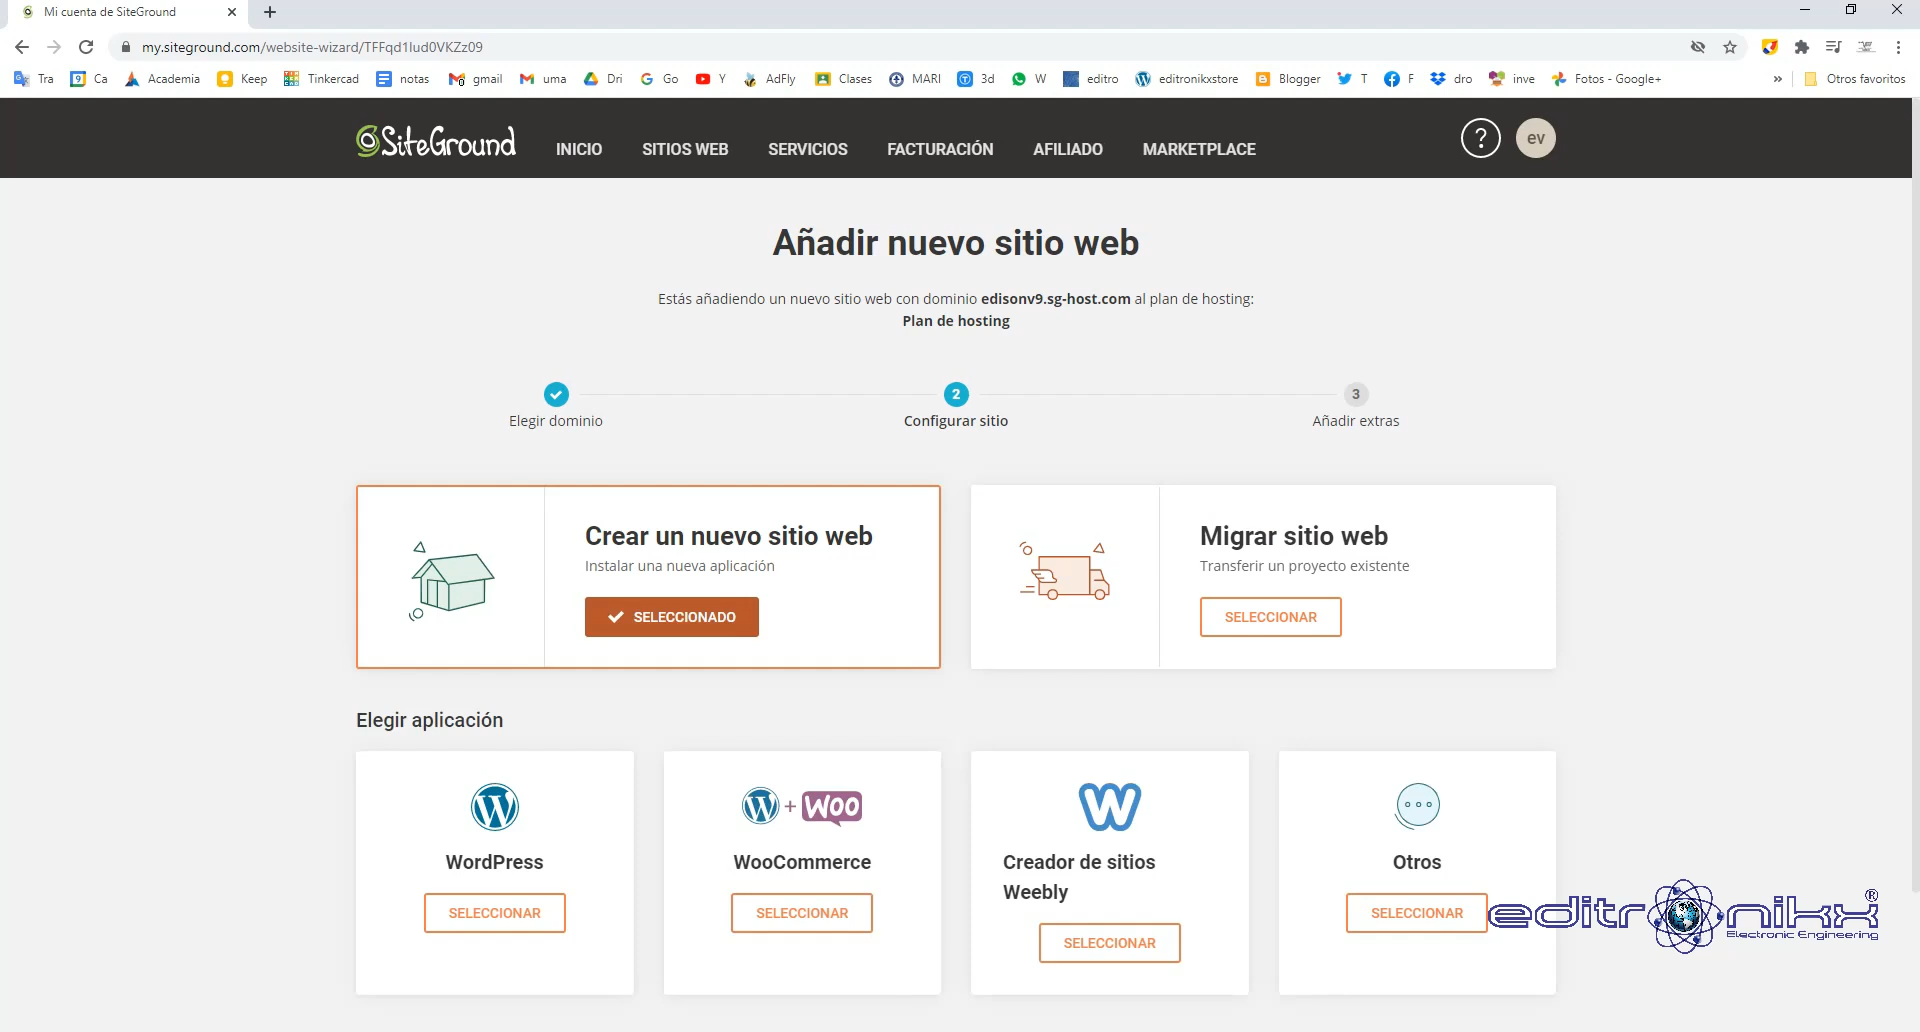 Mi cuenta de SiteGround
my.siteground.com/website-wizard/TFFqd1lud0VKZz09
Tra Ca Academia Keep Tinkercad notas gmail uma Dri Go Y AdFly Clases MARI 3d W editro editronikxstore Blogger T F dro inve Fotos - Google+ » Otros favoritos
SiteGround INICIO SITIOS WEB SERVICIOS FACTURACIÓN AFILIADO MARKETPLACE ? ev
Añadir nuevo sitio web
Estás añadiendo un nuevo sitio web con dominio edisonv9.sg-host.com al plan de hosting:
Plan de hosting
2 3
Elegir dominio Configurar sitio Añadir extras
Crear un nuevo sitio web
Instalar una nueva aplicación
SELECCIONADO
Migrar sitio web
Transferir un proyecto existente
SELECCIONAR
Elegir aplicación
WordPress
SELECCIONAR
+ WOO
WooCommerce
SELECCIONAR
Creador de sitios
Weebly
SELECCIONAR
Otros
SELECCIONAR
editronikx®
Electronic Engineering